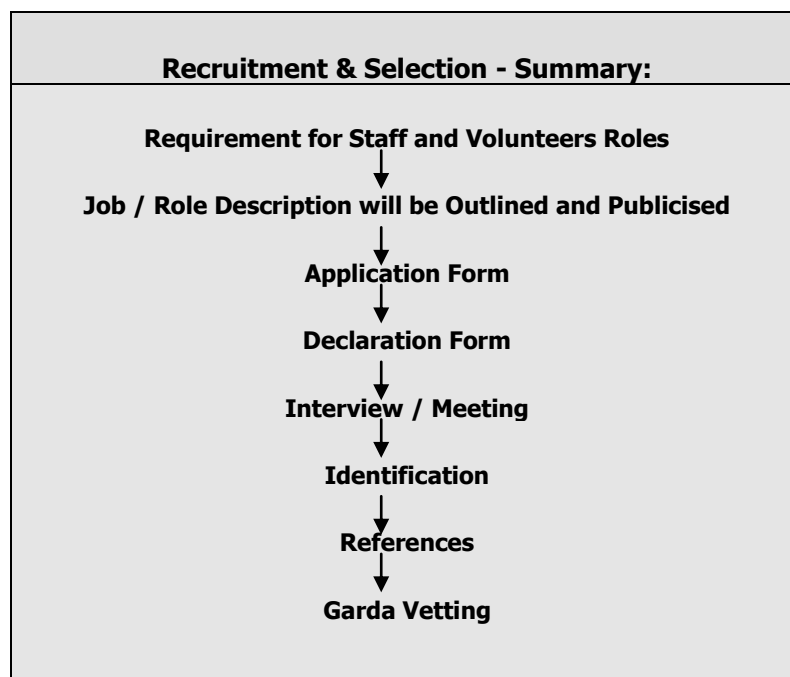 Recruitment & Selection - Summary:
Requirement for Staff and Volunteers Roles
Job / Role Description will be Outlined and Publicised
Application Form
Declaration Form
Interview / Meeting
Identification
References
Garda Vetting